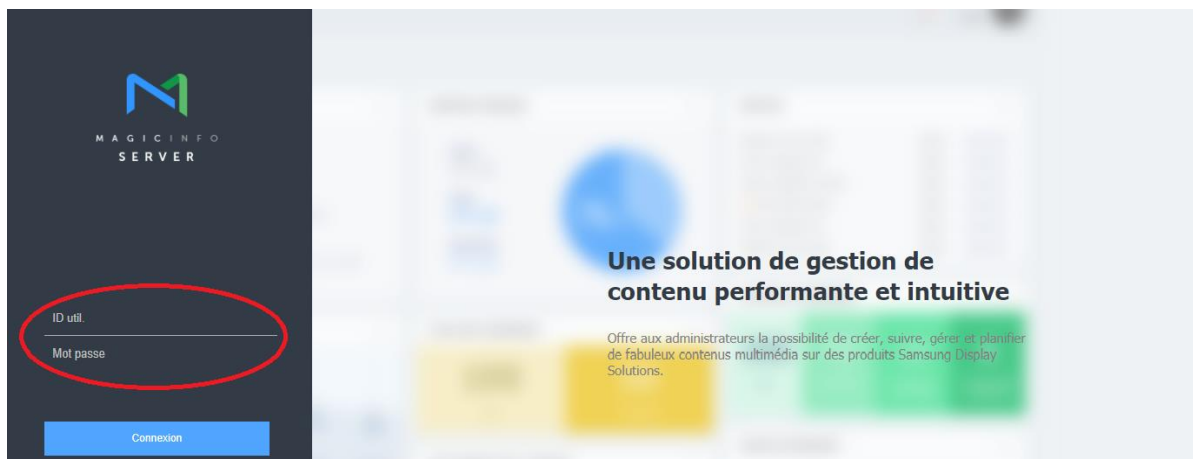 MAGICINFO
SERVER
ID util.
Mot passe
Connexion
Une solution de gestion de
contenu performante et intuitive
Offre aux administrateurs la possibilité de créer, suivre, gérer et planifier
de fabuleux contenus multimédia sur des produits Samsung Display
Solutions.